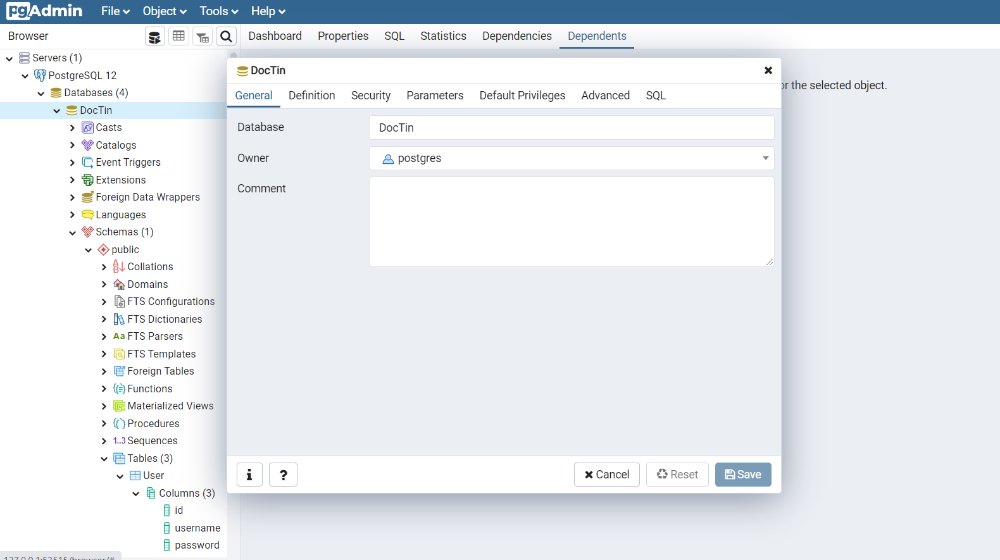 pgAdmin File Object Tools Help
Browser
Dashboard Properties SQL Statistics Dependencies Dependents
Servers (1)
PostgreSQL 12
Databases (4)
DocTin
Casts
Catalogs
Event Triggers
Extensions
Foreign Data Wrappers
Languages
Schemas (1)
public
Collations
Domains
FTS Configurations
FTS Dictionaries
Aa FTS Parsers
FTS Templates
Foreign Tables
Functions
Materialized Views
Procedures
1..3 Sequences
Tables (3)
User
Columns (3)
id
username
password
DocTin
or the selected object.
General Definition Security Parameters Default Privileges Advanced SQL
Database DocTin
Owner postgres
Comment
i ? Cancel Reset Save